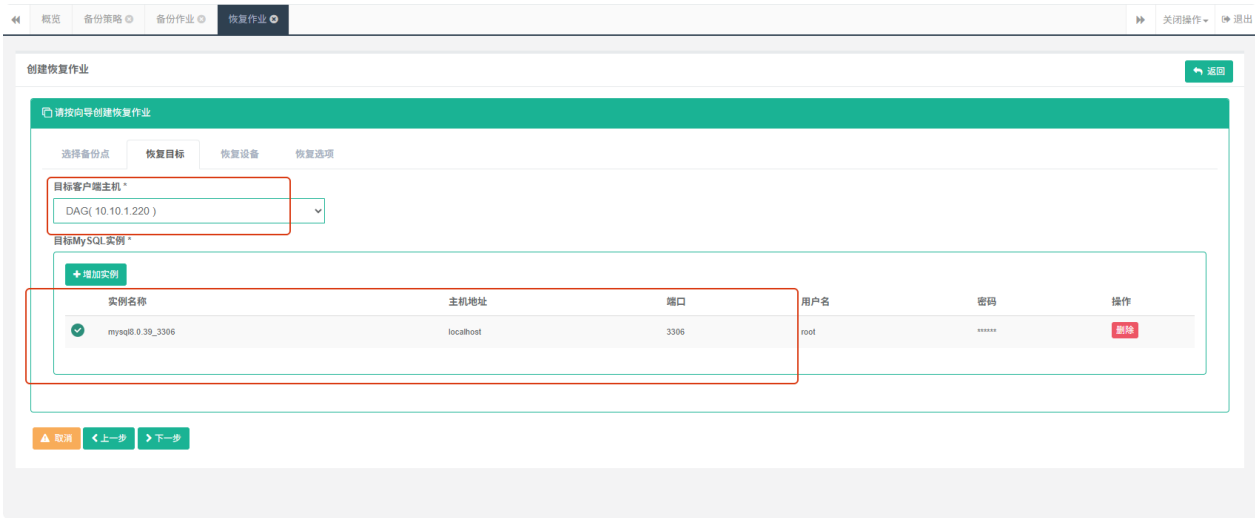 概览 备份策略 备份作业 恢复作业 关闭操作 退出
创建恢复作业 返回
请按向导创建恢复作业
选择备份点 恢复目标 恢复设备 恢复选项
目标客户端主机 *
DAG( 10.10.1.220 )
目标MySQL实例 *
增加实例
实例名称 主机地址 端口 用户名 密码 操作
mysql8.0.39_3306 localhost 3306 root ****** 删除
取消 上一步 下一步